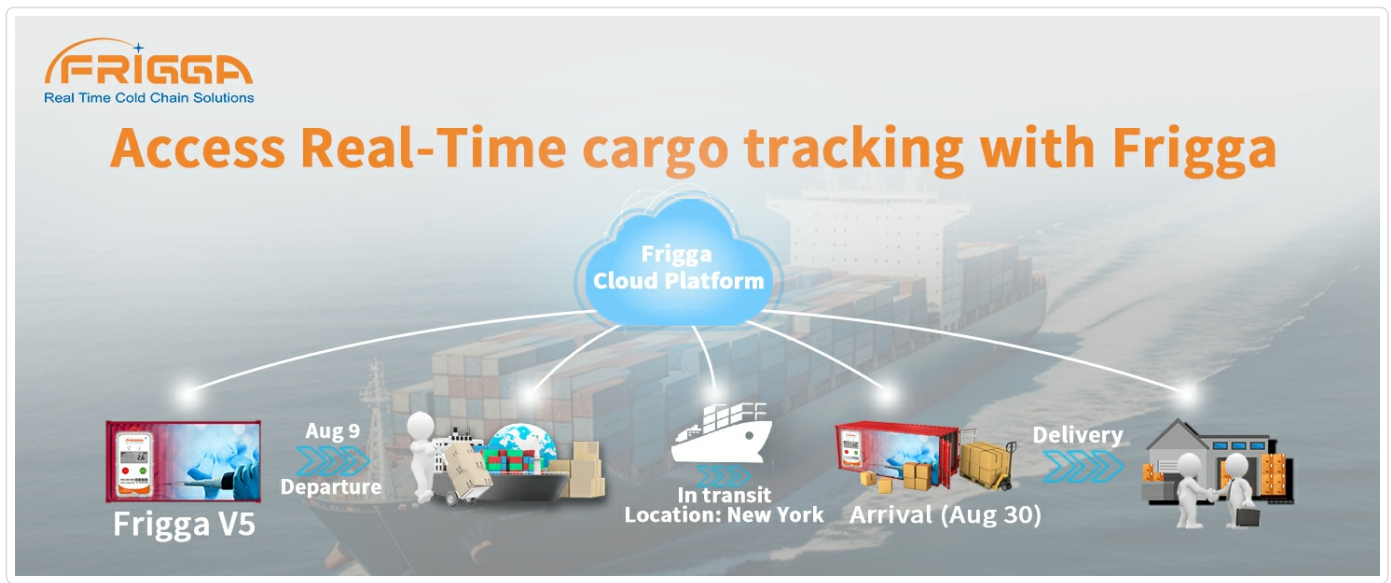 FRIGGA
Real Time Cold Chain Solutions
Access Real-Time cargo tracking with Frigga
Frigga
Cloud Platform
Aug 9
Departure
Frigga V5
In transit
Location: New York
Arrival (Aug 30)
Delivery